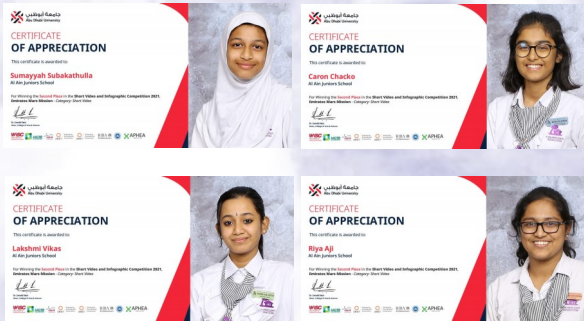 جامعة أبوظبي
Abu Dhabi University
CERTIFICATE
OF APPRECIATION
This certificate is awarded to
Sumayyah Subakathulla
Al Ain Juniors School
For Winning the Second Place in the Short Video and Infographic Competition 2021,
Emirates Mars Mission - Category: Short Video
APHEA
جامعة أبوظبي
Abu Dhabi University
CERTIFICATE
OF APPRECIATION
This certificate is awarded to
Caron Chacko
Al Ain Juniors School
For Winning the Second Place in the Short Video and Infographic Competition 2021,
Emirates Mars Mission - Category: Short Video
APHEA
جامعة أبوظبي
Abu Dhabi University
CERTIFICATE
OF APPRECIATION
This certificate is awarded to
Lakshmi Vikas
Al Ain Juniors School
For Winning the Second Place in the Short Video and Infographic Competition 2021,
Emirates Mars Mission - Category: Short Video
APHEA
جامعة أبوظبي
Abu Dhabi University
CERTIFICATE
OF APPRECIATION
This certificate is awarded to
Riya Aji
Al Ain Juniors School
For Winning the Second Place in the Short Video and Infographic Competition 2021,
Emirates Mars Mission - Category: Short Video
APHEA